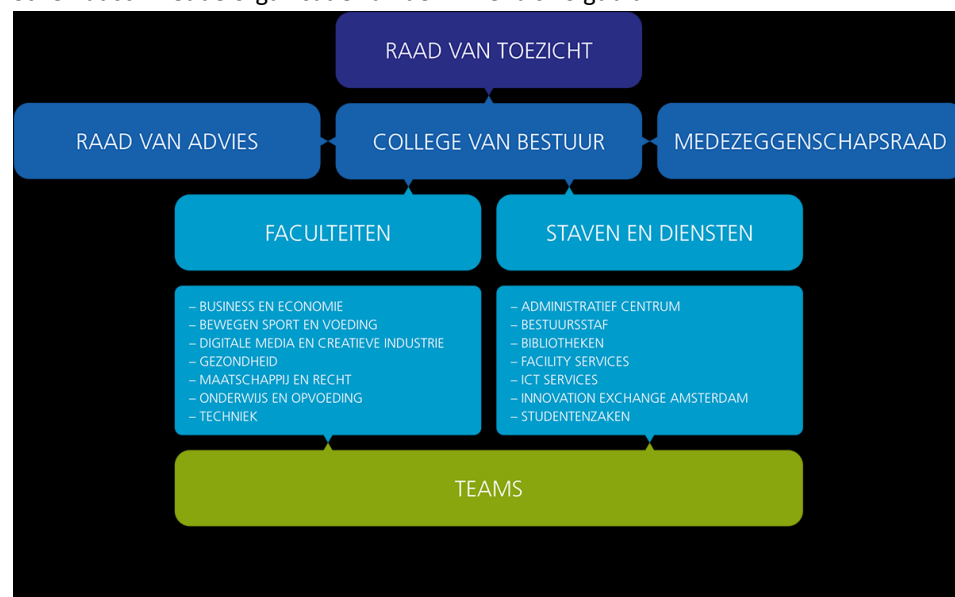 RAAD VAN TOEZICHT
RAAD VAN ADVIES
COLLEGE VAN BESTUUR
MEDEZEGGENSCHAPSRAAD
FACULTEITEN
STAVEN EN DIENSTEN
– BUSINESS EN ECONOMIE
– BEWEGEN SPORT EN VOEDING
– DIGITALE MEDIA EN CREATIEVE INDUSTRIE
– GEZONDHEID
– MAATSCHAPPIJ EN RECHT
– ONDERWIJS EN OPVOEDING
– TECHNIEK
– ADMINISTRATIEF CENTRUM
– BESTUURSSTAF
– BIBLIOTHEKEN
– FACILITY SERVICES
– ICT SERVICES
– INNOVATION EXCHANGE AMSTERDAM
– STUDENTENZAKEN
TEAMS